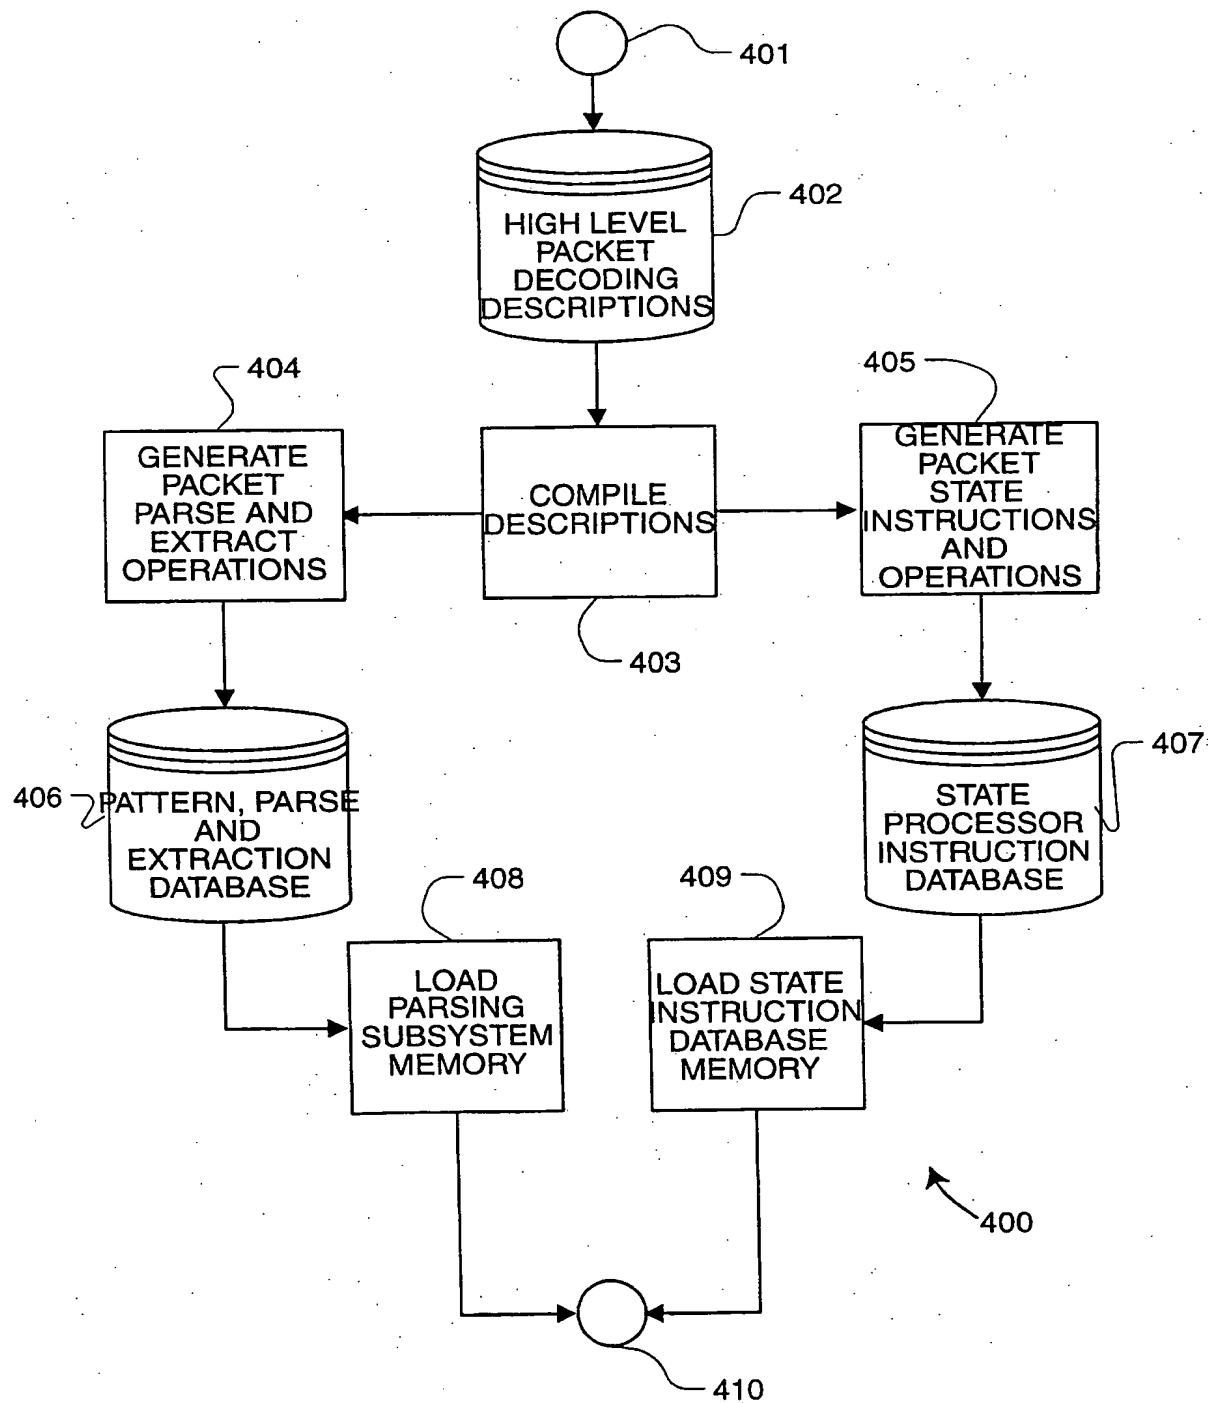 401
402
HIGH LEVEL
PACKET
DECODING
DESCRIPTIONS
404
405
GENERATE
PACKET
PARSE AND
EXTRACT
OPERATIONS
COMPILE
DESCRIPTIONS
GENERATE
PACKET
STATE
INSTRUCTIONS
AND
OPERATIONS
403
406
PATTERN, PARSE
AND
EXTRACTION
DATABASE
407
STATE
PROCESSOR
INSTRUCTION
DATABASE
408
409
LOAD
PARSING
SUBSYSTEM
MEMORY
LOAD STATE
INSTRUCTION
DATABASE
MEMORY
400
410